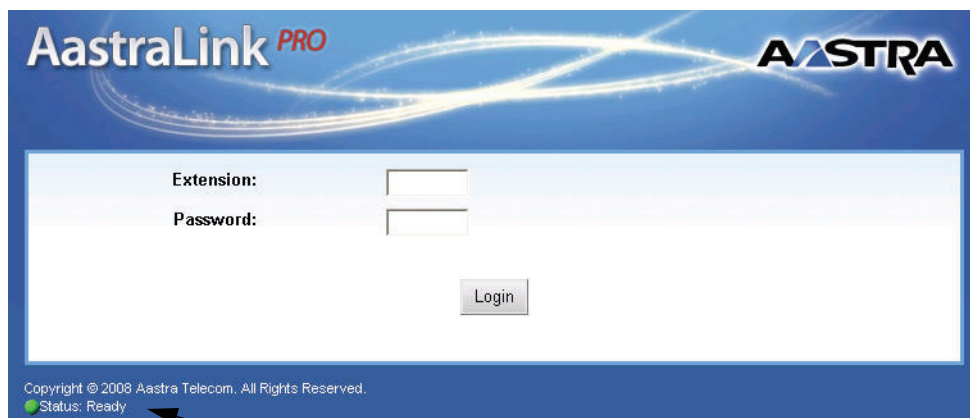 AastraLink PRO
AASTRA
Extension:
Password:
Login
Copyright © 2008 Aastra Telecom. All Rights Reserved.
Status: Ready